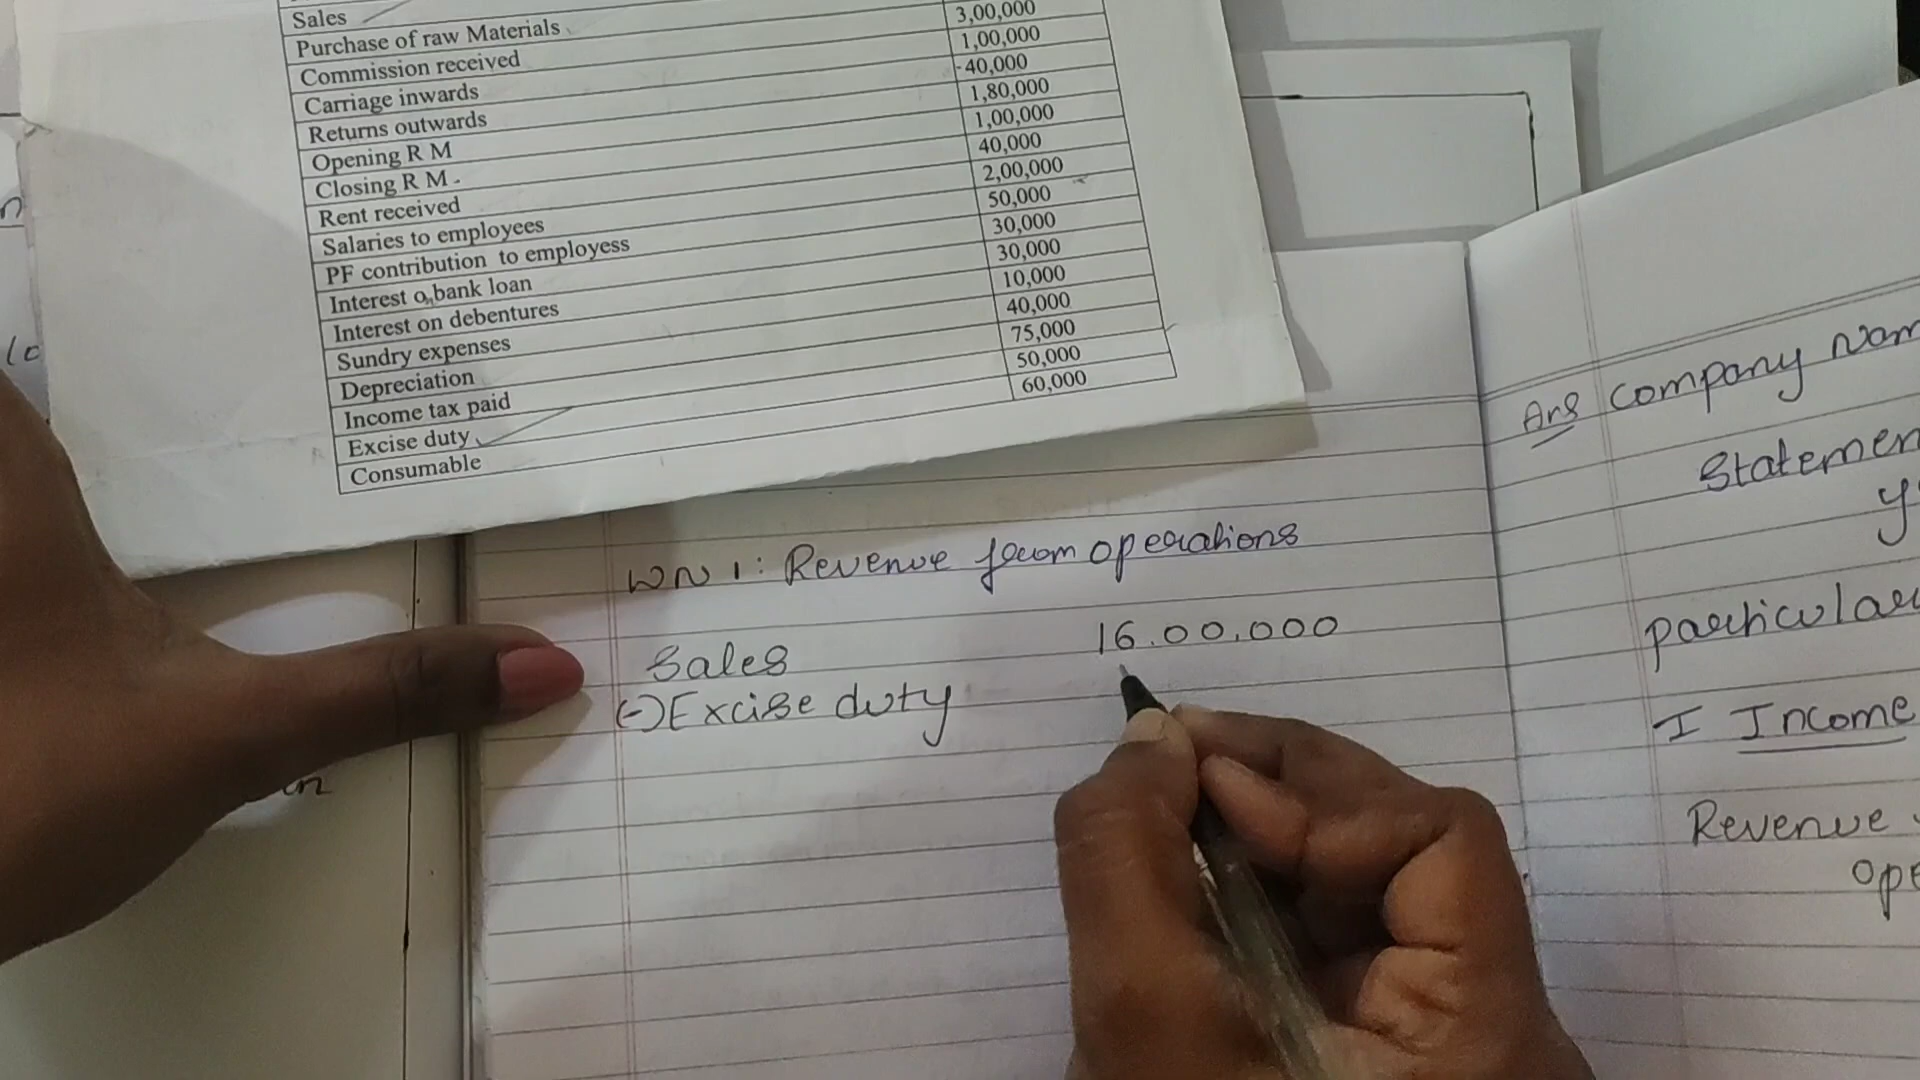 Sales
Purchase of raw Materials
Commission received 3,00,000
Carriage inwards 1,00,000
Returns outwards 40,000
Opening R M 1,80,000
Closing R M 1,00,000
Rent received 40,000
Salaries to employees 2,00,000
PF contribution to employess 50,000
Interest on bank loan 30,000
Interest on debentures 30,000
Sundry expenses 10,000
Depreciation 40,000
Income tax paid 75,000
Excise duty 50,000
Consumable 60,000
WN 1: Revenue from operations
Sales 16.00.000
(-) Excise duty
Ans Company Nam
Statemen
y
particular
I Income
Revenue
ope